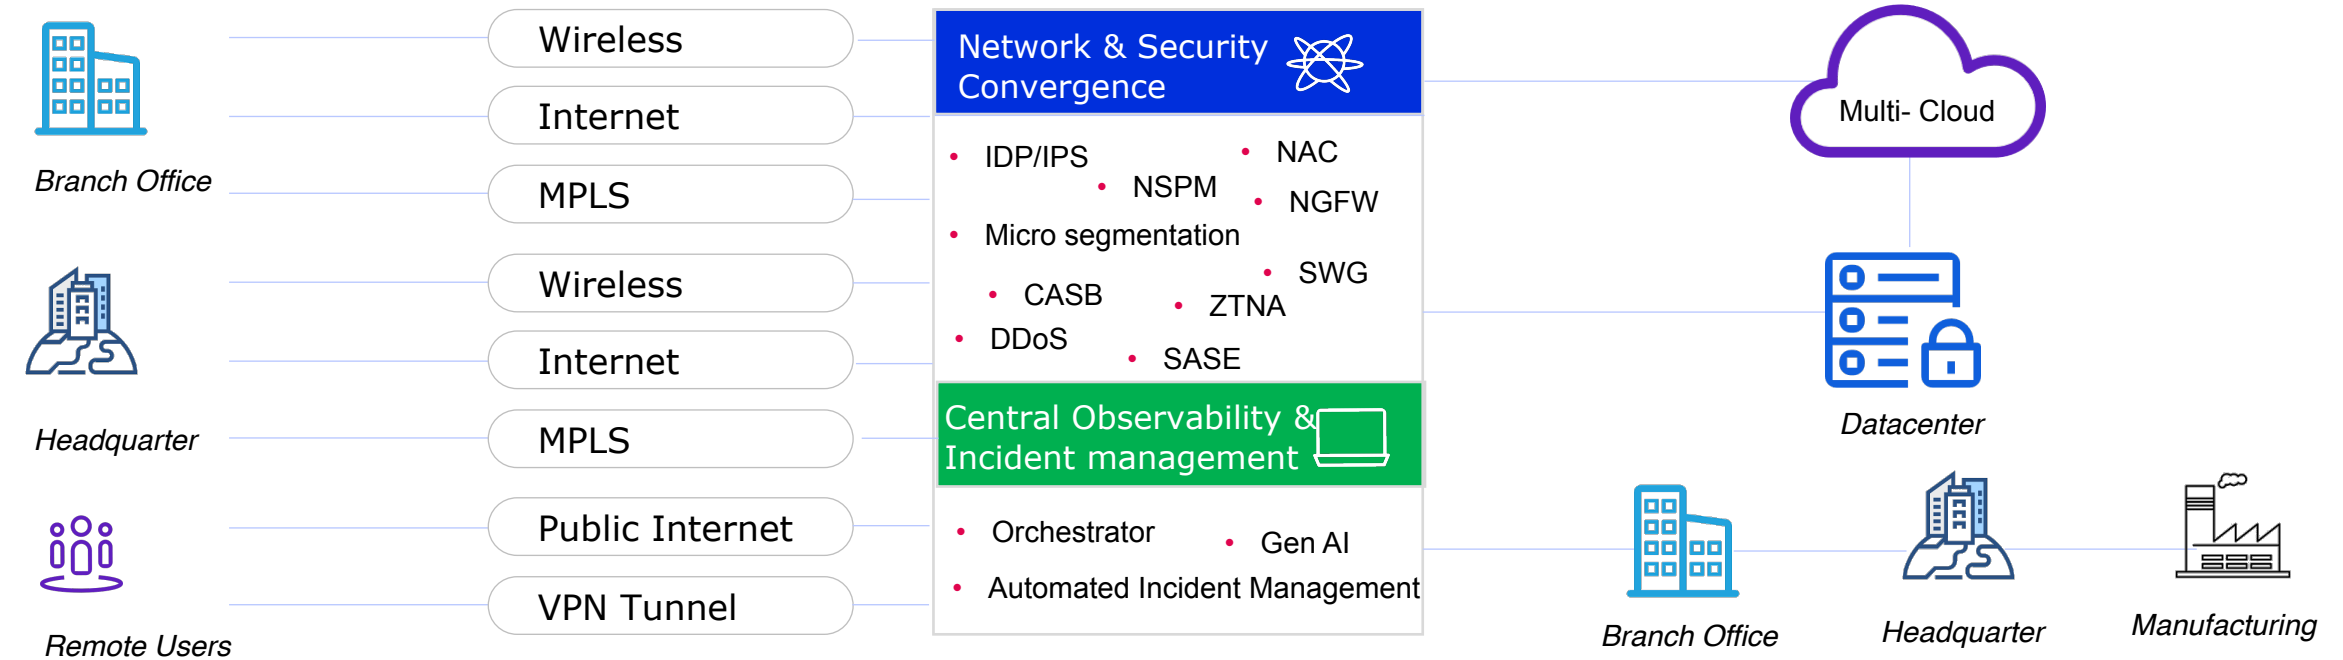 Wireless
Internet
MPLS
Branch Office
Wireless
Internet
MPLS
Headquarter
Public Internet
VPN Tunnel
Remote Users
Network & Security
Convergence
IDP/IPS
NAC
NSPM
NGFW
Micro segmentation
SWG
CASB
ZTNA
DDoS
SASE
Central Observability &
Incident management
Orchestrator
Gen AI
Automated Incident Management
Multi- Cloud
Datacenter
Branch Office
Headquarter
Manufacturing